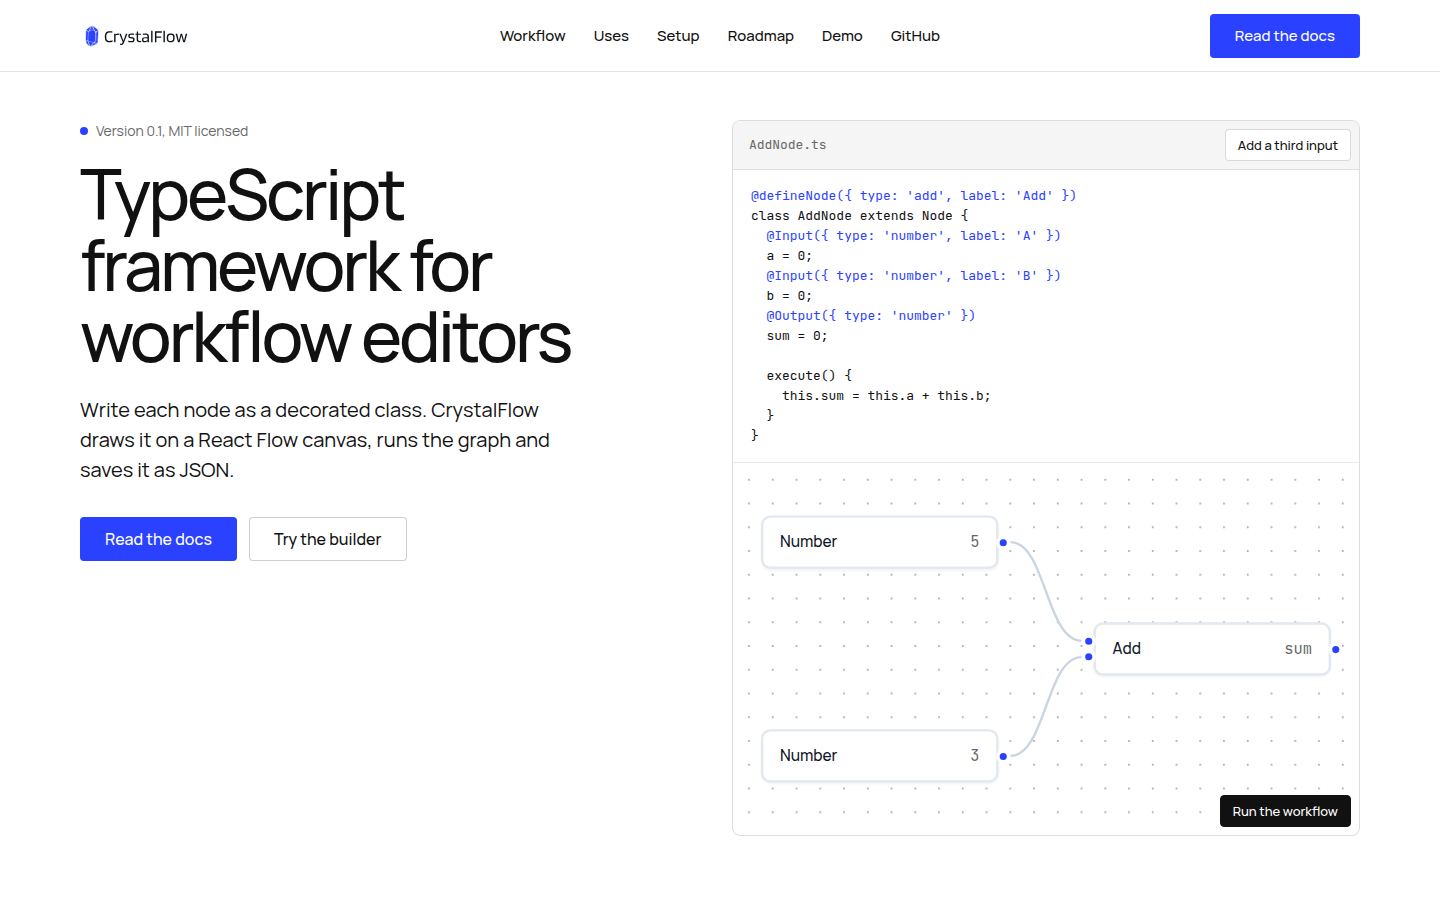 CrystalFlow
Workflow Uses Setup Roadmap Demo GitHub
Read the docs
Version 0.1, MIT licensed
TypeScript
framework for
workflow editors
Write each node as a decorated class. CrystalFlow
draws it on a React Flow canvas, runs the graph and
saves it as JSON.
Read the docs
Try the builder
AddNode.ts
Add a third input
@defineNode({ type: 'add', label: 'Add' })
class AddNode extends Node {
  @Input({ type: 'number', label: 'A' })
  a = 0;
  @Input({ type: 'number', label: 'B' })
  b = 0;
  @Output({ type: 'number' })
  sum = 0;

  execute() {
    this.sum = this.a + this.b;
  }
}
Number 5
Add sum
Number 3
Run the workflow